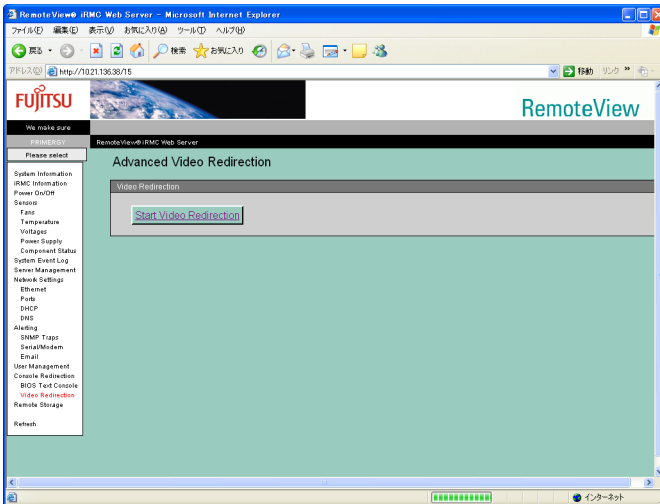 RemoteView® iRMC Web Server - Microsoft Internet Explorer
ファイル(F) 編集(E) 表示(V) お気に入り(A) ツール(T) ヘルプ(H)
戻る 検索 お気に入り
アドレス(D) http://10.21.136.38/15 移動 リンク »
FUJITSU
RemoteView
We make sure
PRIMERGY RemoteView® iRMC Web Server
Please select
Advanced Video Redirection
Video Redirection
Start Video Redirection
System Information
iRMC Information
Power On/Off
Sensors
Fans
Temperature
Voltages
Power Supply
Component Status
System Event Log
Server Management
Network Settings
Ethernet
Ports
DHCP
DNS
Alerting
SNMP Traps
Serial/Modem
Email
User Management
Console Redirection
BIOS Text Console
Video Redirection
Remote Storage
Refresh
インターネット